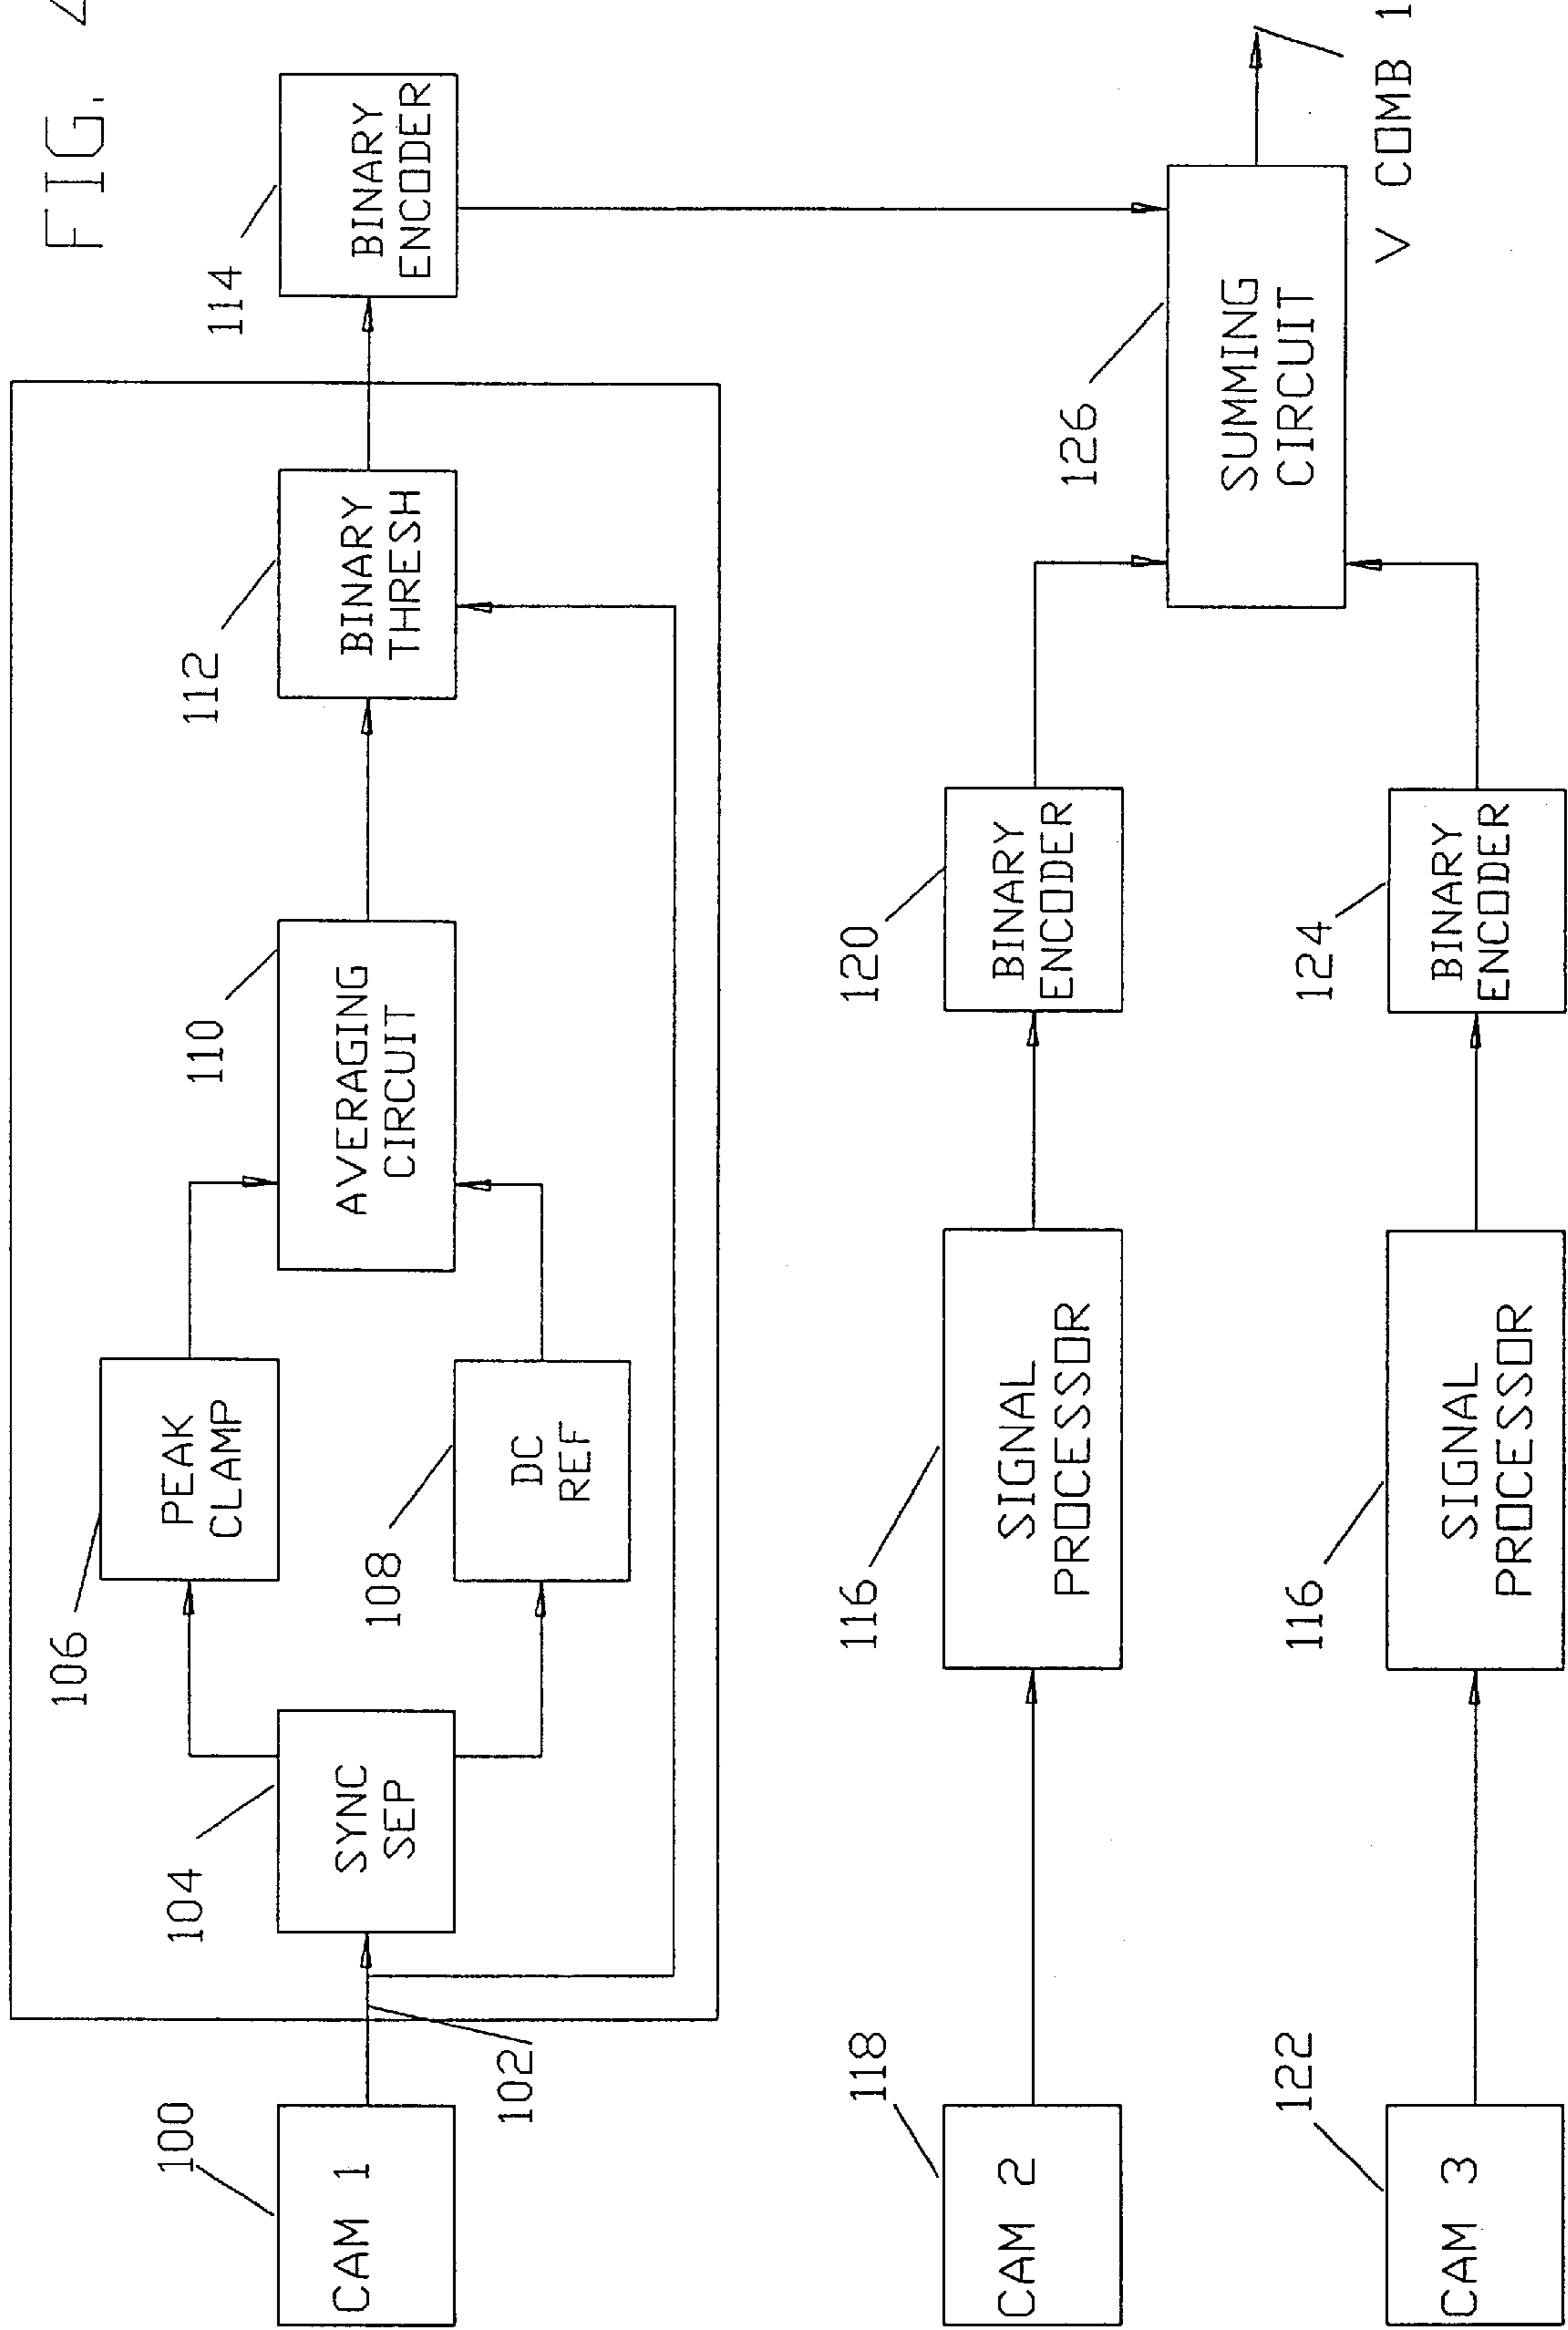 FIG. 4
106
PEAK
CLAMP
104
110
112
114
100
CAM 1
SYNC
SEP
AVERAGING
CIRCUIT
BINARY
THRESH
BINARY
ENCODER
102
108
DC
REF
118
116
120
CAM 2
SIGNAL
PROCESSOR
BINARY
ENCODER
126
SUMMING
CIRCUIT
122
116
124
CAM 3
SIGNAL
PROCESSOR
BINARY
ENCODER
V COMB 1